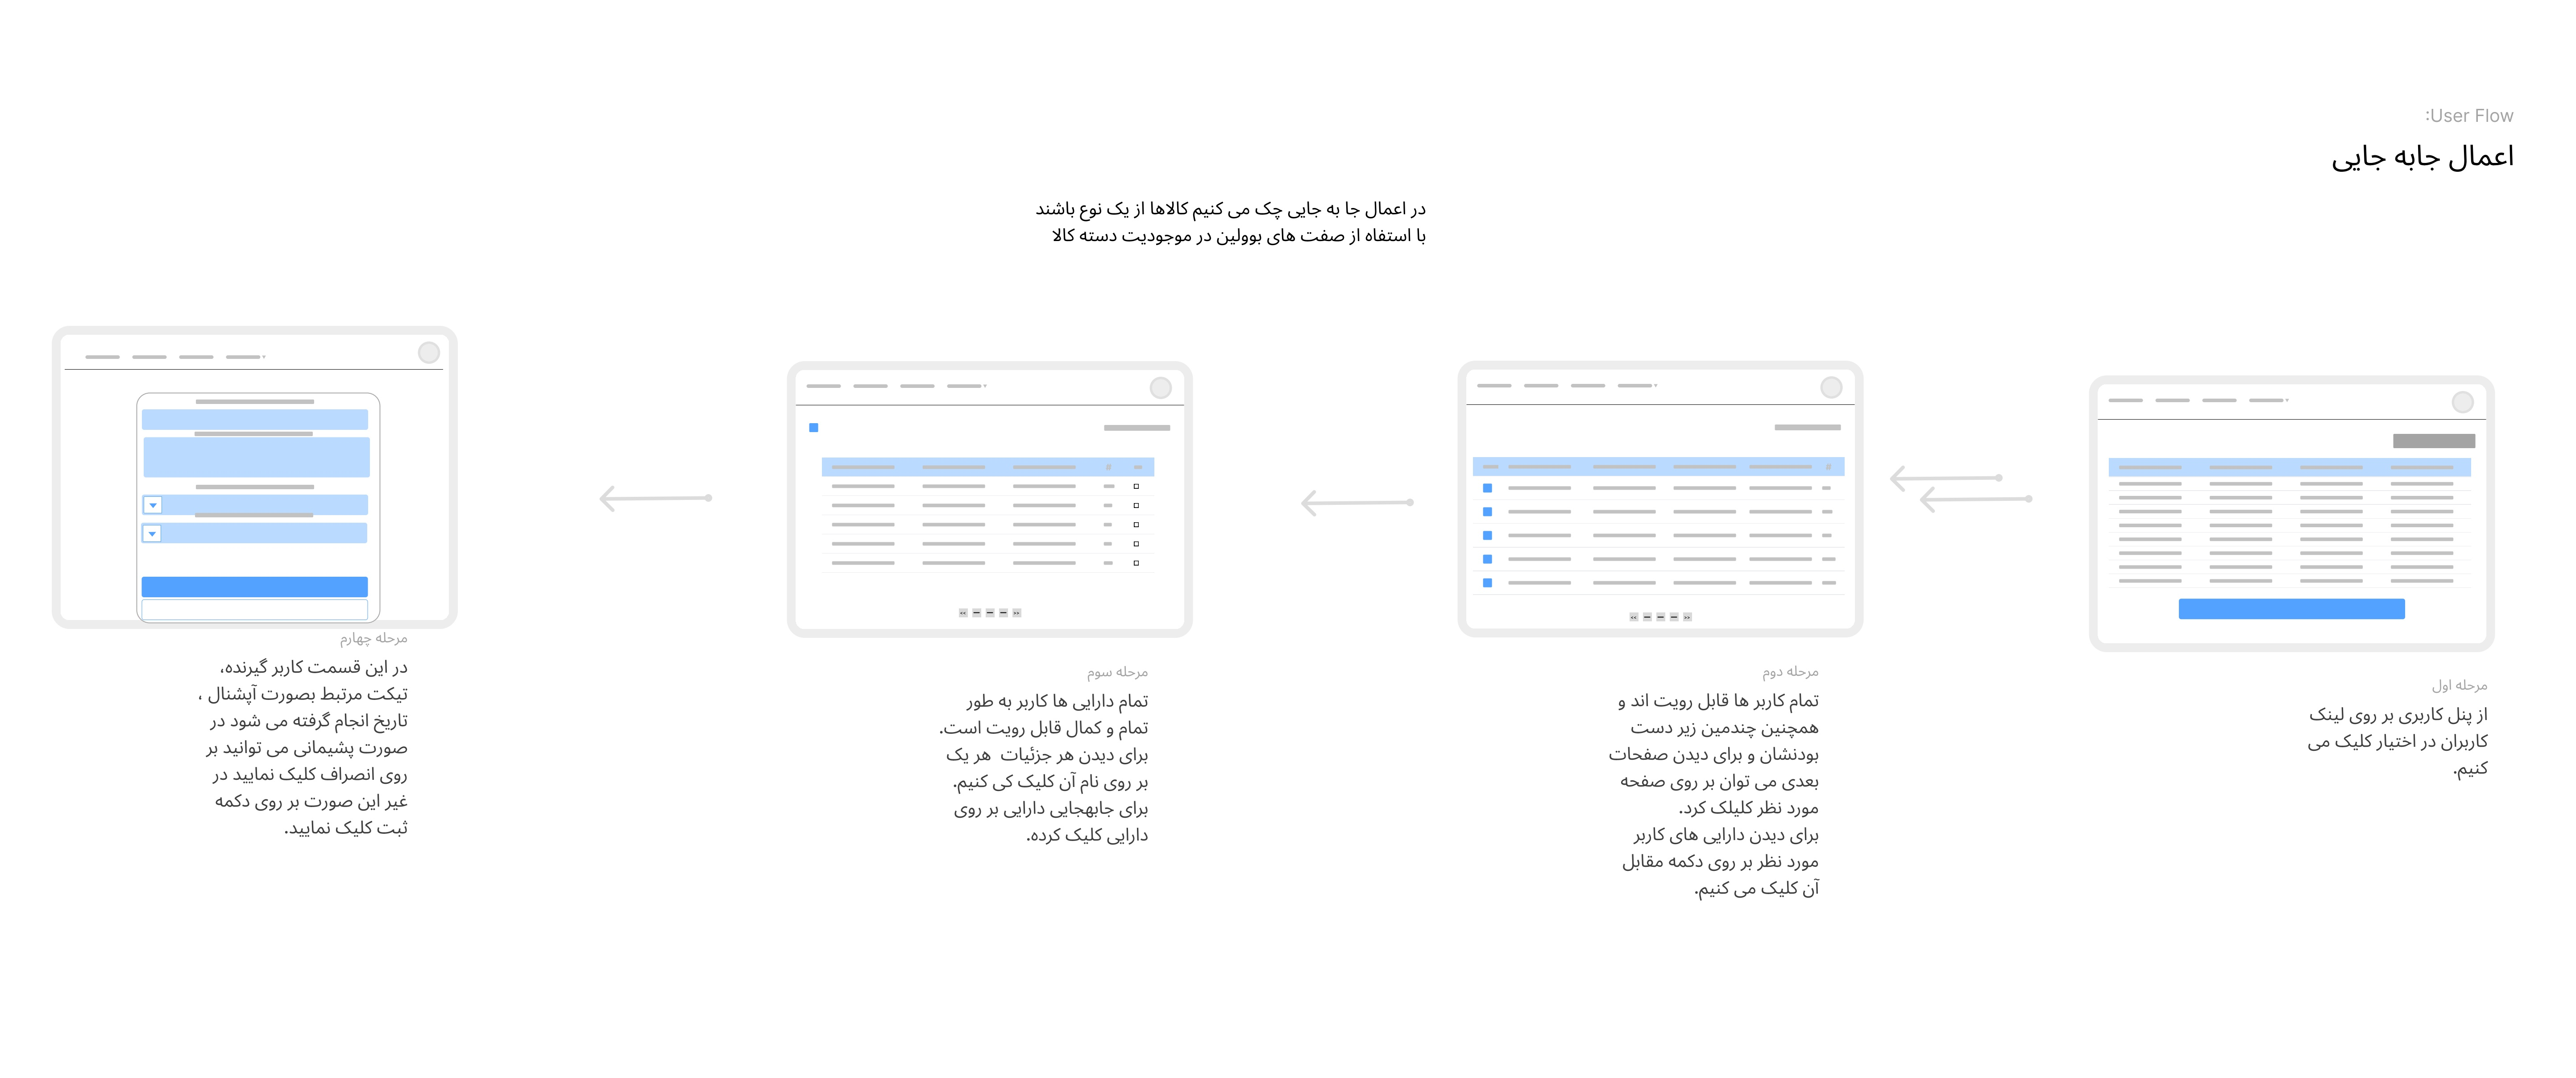 User Flow:
اعمال جابه جایی
در اعمال جا به جایی چک می کنیم کالاها از یک نوع باشند
با استفاه از صفت های بوولین در موجودیت دسته کالا
مرحله اول
از پنل کاربری بر روی لینک
کاربران در اختیار کلیک می
کنیم.
مرحله دوم
تمام کاربر ها قابل رویت اند و
همچنین چندمین زیر دست
بودنشان و برای دیدن صفحات
بعدی می توان بر روی صفحه
مورد نظر کلیلک کرد.
برای دیدن دارایی های کاربر
مورد نظر بر روی دکمه مقابل
آن کلیک می کنیم.
مرحله سوم
تمام دارایی ها کاربر به طور
تمام و کمال قابل رویت است.
برای دیدن هر جزئیات  هر یک
بر روی نام آن کلیک کی کنیم.
برای جابهجایی دارایی بر روی
دارایی کلیک کرده.
مرحله چهارم
در این قسمت کاربر گیرنده،
تیکت مرتبط بصورت آپشنال ،
تاریخ انجام گرفته می شود در
صورت پشیمانی می توانید بر
روی انصراف کلیک نمایید در
غیر این صورت بر روی دکمه
ثبت کلیک نمایید.